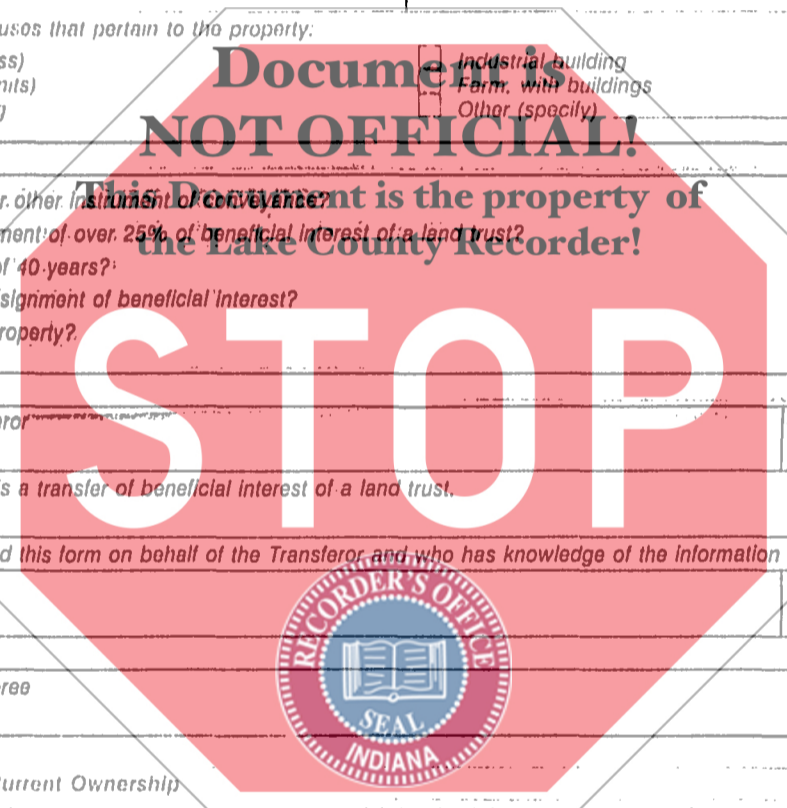 uses that pertain to the property:
ss)
nits)
Industrial building
Farm, with buildings
Other (specify)
Document is
NOT OFFICIAL!
This Document is the property of
the Lake County Recorder!
r other instrument of conveyance?
ment of over 25% of beneficial interest of a land trust?
of 40 years?
signment of beneficial interest?
roperty?
STOP
eror
is a transfer of beneficial interest of a land trust.
d this form on behalf of the Transferor and who has knowledge of the information
RECORDER'S OFFICE
SEAL
INDIANA
ree
Current Ownership